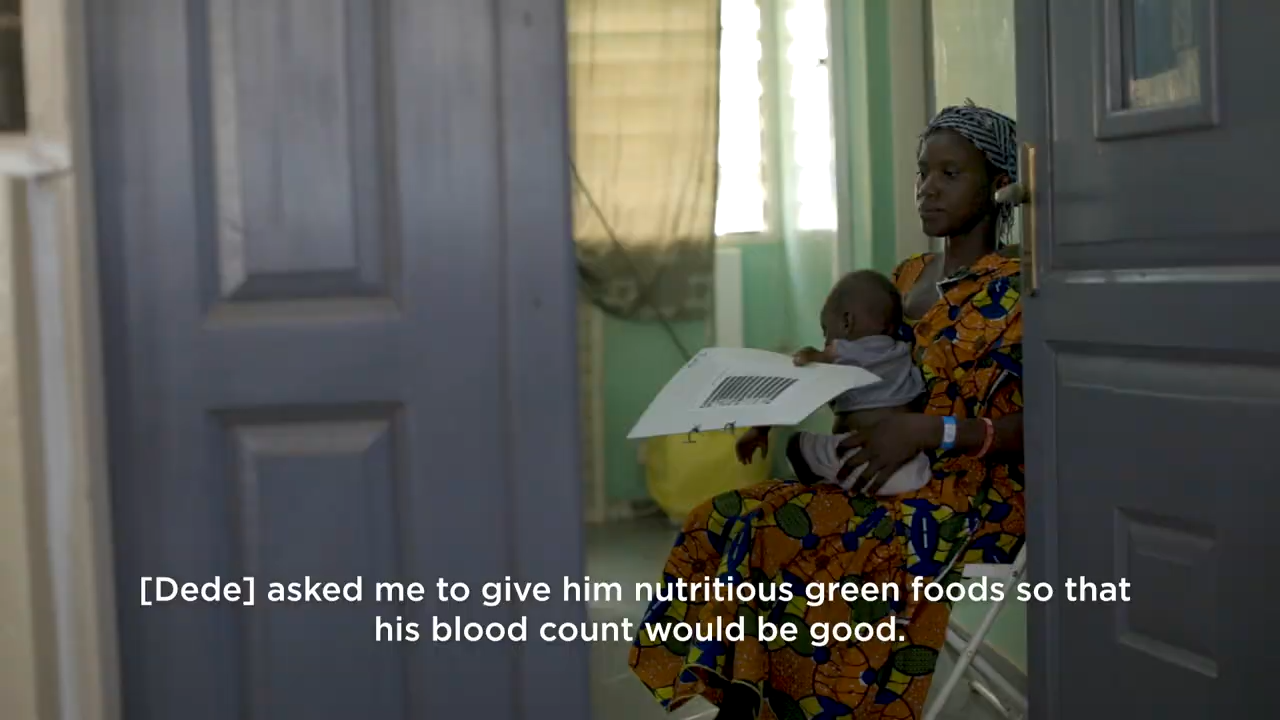 [Dede] asked me to give him nutritious green foods so that
his blood count would be good.